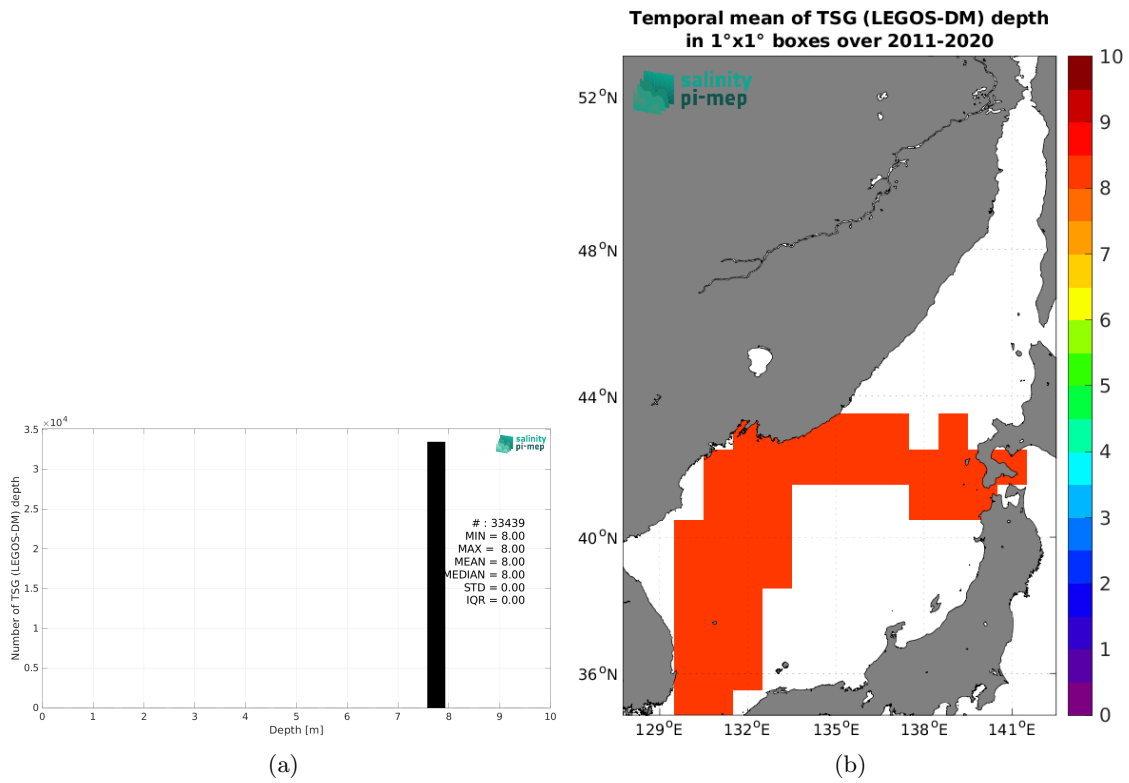 Number of TSG (LEGOS-DM) depth
×10⁴
3.5
3
2.5
2
1.5
1
0.5
0
salinity
pi-mep
# : 33439
MIN = 8.00
MAX = 8.00
MEAN = 8.00
MEDIAN = 8.00
STD = 0.00
IQR = 0.00
0 1 2 3 4 5 6 7 8 9 10
Depth [m]
(a)
Temporal mean of TSG (LEGOS-DM) depth
in 1°x1° boxes over 2011-2020
salinity
pi-mep
52°N
48°N
44°N
40°N
36°N
129°E 132°E 135°E 138°E 141°E
10
9
8
7
6
5
4
3
2
1
0
(b)